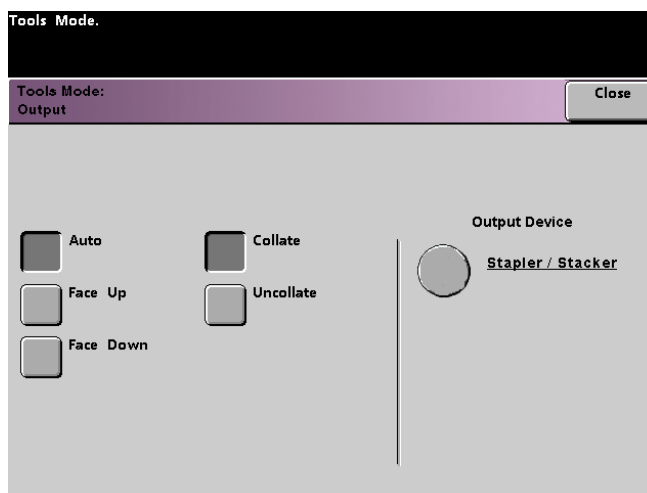 Tools Mode.
Tools Mode:
Output
Close
Auto
Face Up
Face Down
Collate
Uncollate
Output Device
Stapler / Stacker